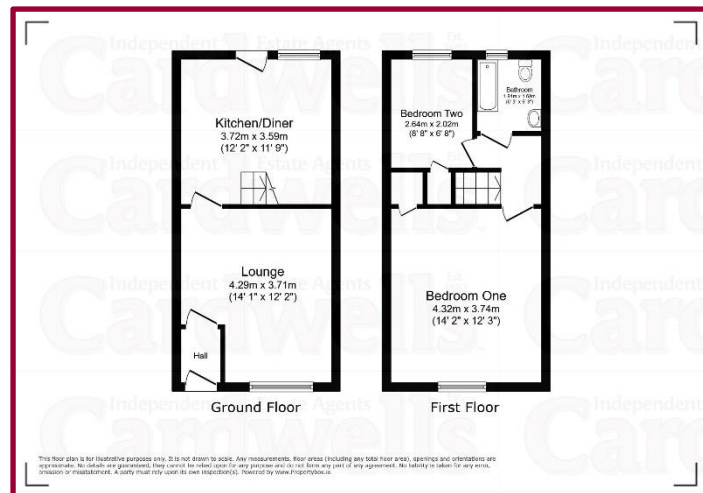 Independent Estate Agents
Cardwells Est. 1982
Kitchen/Diner
3.72m x 3.59m
(12' 2" x 11' 9")
Lounge
4.29m x 3.71m
(14' 1" x 12' 2")
Hall
Ground Floor
Bedroom Two
2.64m x 2.02m
(8' 8" x 6' 8")
Bathroom
Bedroom One
4.32m x 3.74m
(14' 2" x 12' 3")
First Floor
This floor plan is for illustrative purposes only. It is not drawn to scale. Any measurements, floor areas (including any total floor area), openings and orientations are
approximate. No details are guaranteed, they cannot be relied upon for any purpose and do not form any part of any agreement. No liability is taken for any error,
omission or misstatement. A party must rely upon its own inspection(s). Powered by www.Propertybox.io